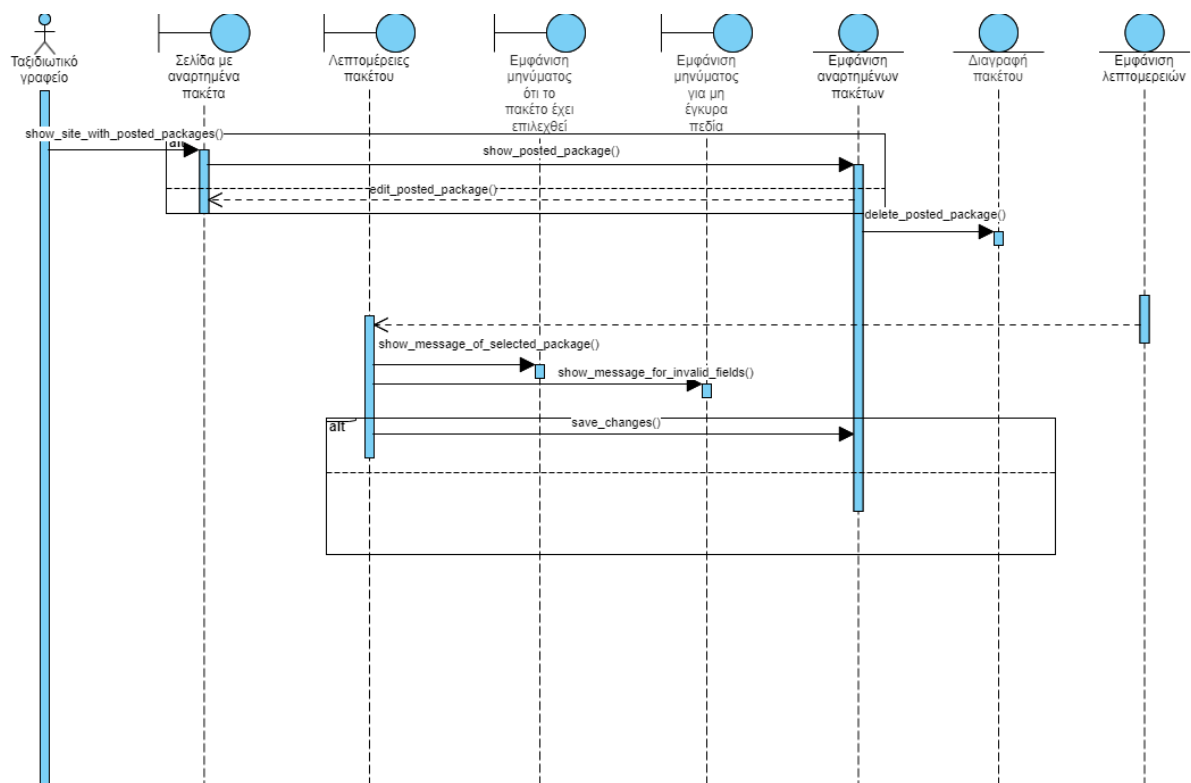 Ταξιδιωτικό
γραφείο
Σελίδα με
αναρτημένα
πακέτα
Λεπτομέρειες
πακέτου
Εμφάνιση
μηνύματος
ότι το
πακέτο έχει
επιλεχθεί
Εμφάνιση
μηνύματος
για μη
έγκυρα
πεδία
Εμφάνιση
αναρτημένων
πακέτων
Διαγραφή
πακέτου
Εμφάνιση
λεπτομερειών
show_site_with_posted_packages()
alt
show_posted_package()
edit_posted_package()
delete_posted_package()
show_message_of_selected_package()
show_message_for_invalid_fields()
alt
save_changes()